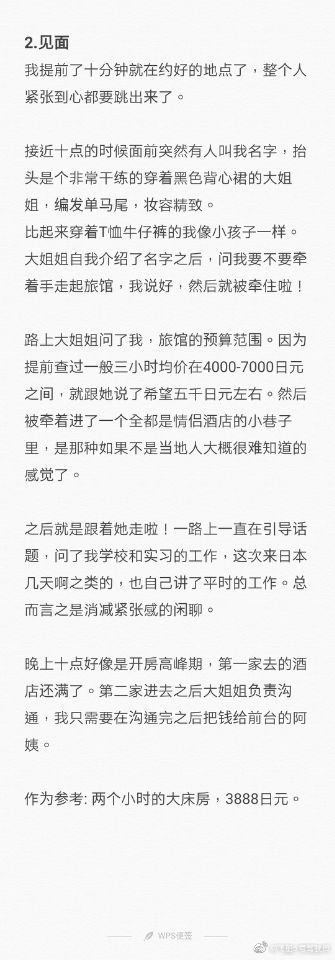 2.见面
我提前了十分钟就在约好的地点了，整个人
紧张到心都要跳出来了。
接近十点的时候面前突然有人叫我名字，抬
头是个非常干练的穿着黑色背心裙的大姐
姐，编发单马尾，妆容精致。
比起来穿着T恤牛仔裤的我像小孩子一样。
大姐姐自我介绍了名字之后，问我要不要牵
着手走起旅馆，我说好，然后就被牵住啦！
路上大姐姐问了我，旅馆的预算范围。因为
提前查过一般三小时均价在4000-7000日元
之间，就跟她说了希望五千日元左右。然后
被牵着进了一个全都是情侣酒店的小巷子
里，是那种如果不是当地人大概很难知道的
感觉了。
之后就是跟着她走啦！一路上一直在引导话
题，问了我学校和实习的工作，这次来日本
几天啊之类的，也自己讲了平时的工作。总
而言之是消减紧张感的闲聊。
晚上十点好像是开房高峰期，第一家去的酒
店还满了。第二家进去之后大姐姐负责沟
通，我只需要在沟通完之后把钱给前台的阿
姨。
作为参考: 两个小时的大床房，3888日元。
WPS便签